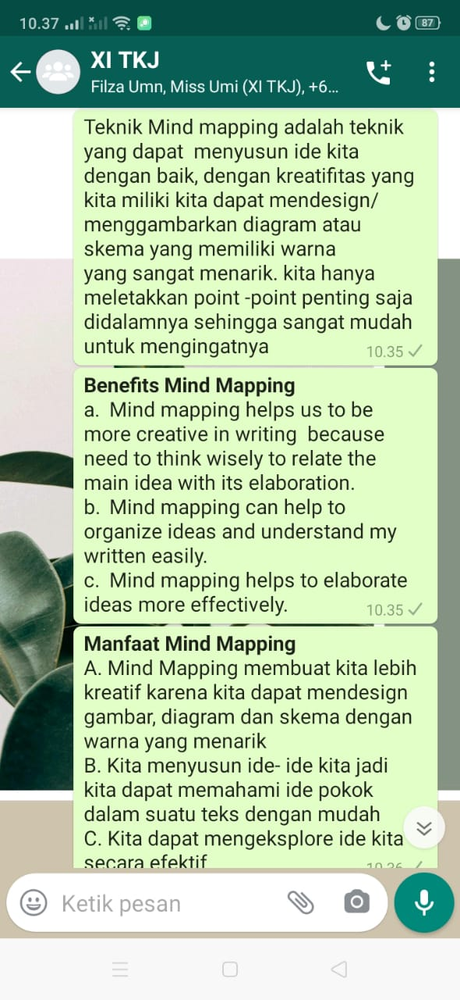 10.37
87
XI TKJ
Filza Umn, Miss Umi (XI TKJ), +6...
Teknik Mind mapping adalah teknik
yang dapat menyusun ide kita
dengan baik, dengan kreatifitas yang
kita miliki kita dapat mendesign/
menggambarkan diagram atau
skema yang memiliki warna
yang sangat menarik. kita hanya
meletakkan point -point penting saja
didalamnya sehingga sangat mudah
untuk mengingatnya
10.35
Benefits Mind Mapping
a. Mind mapping helps us to be
more creative in writing because
need to think wisely to relate the
main idea with its elaboration.
b. Mind mapping can help to
organize ideas and understand my
written easily.
c. Mind mapping helps to elaborate
ideas more effectively.
10.35
Manfaat Mind Mapping
A. Mind Mapping membuat kita lebih
kreatif karena kita dapat mendesign
gambar, diagram dan skema dengan
warna yang menarik
B. Kita menyusun ide- ide kita jadi
kita dapat memahami ide pokok
dalam suatu teks dengan mudah
C. Kita dapat mengeksplore ide kita
secara efektif
10.36
Ketik pesan